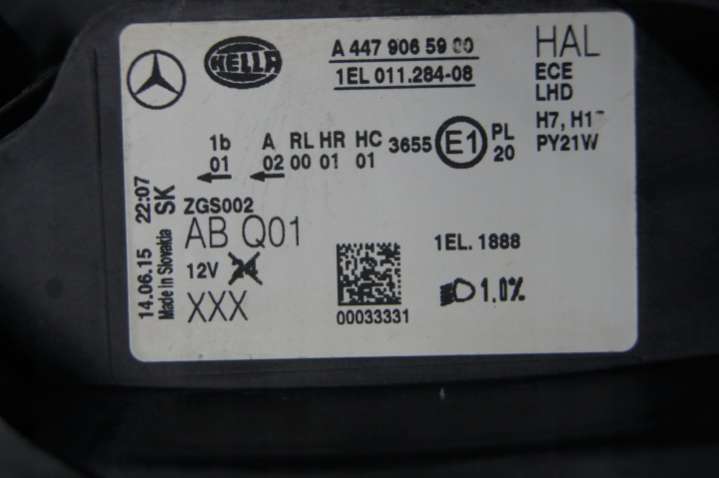 HELLA
A 447 906 59 00
1EL 011.284-08
HAL
ECE
LHD
H7, H1
PY21W
1b A RL HR HC
01 02 00 01 01
3655 E1 PL
20
14.06.15 22:07
Made in Slovakia SK
ZGS002
AB Q01
12V
XXX
00033331
1EL. 1888
1.0%